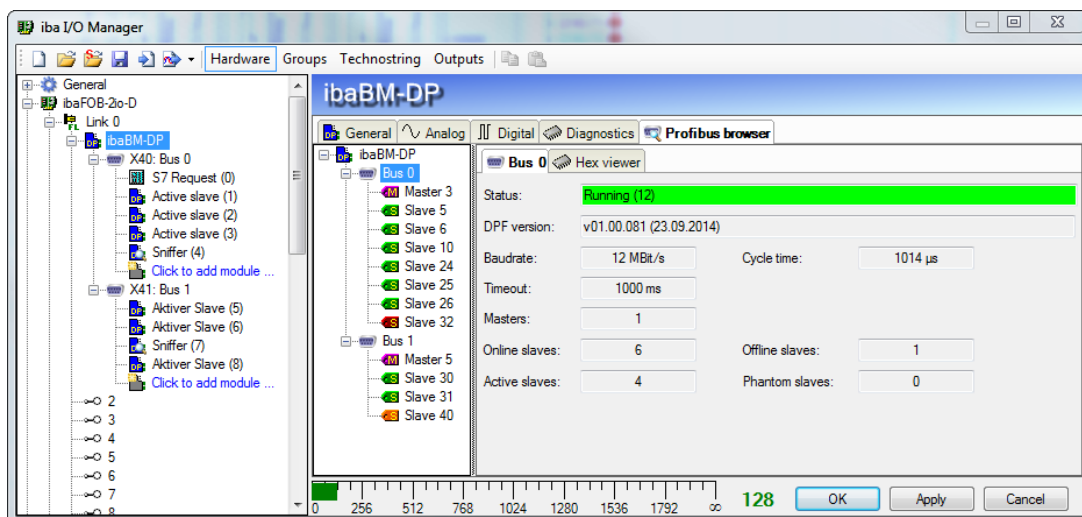 iba I/O Manager
Hardware Groups Technostring Outputs
General
ibaFOB-2io-D
Link 0
ibaBM-DP
X40: Bus 0
S7 Request (0)
Active slave (1)
Active slave (2)
Active slave (3)
Sniffer (4)
Click to add module ...
X41: Bus 1
Aktiver Slave (5)
Aktiver Slave (6)
Sniffer (7)
Aktiver Slave (8)
Click to add module ...
2
3
4
5
6
7
8
ibaBM-DP
General Analog Digital Diagnostics Profibus browser
ibaBM-DP
Bus 0
Master 3
Slave 5
Slave 6
Slave 10
Slave 24
Slave 25
Slave 26
Slave 32
Bus 1
Master 5
Slave 30
Slave 31
Slave 40
Bus 0 Hex viewer
Status: Running (12)
DPF version: v01.00.081 (23.09.2014)
Baudrate: 12 MBit/s Cycle time: 1014 µs
Timeout: 1000 ms
Masters: 1
Online slaves: 6 Offline slaves: 1
Active slaves: 4 Phantom slaves: 0
0 256 512 768 1024 1280 1536 1792 ∞ 128 OK Apply Cancel